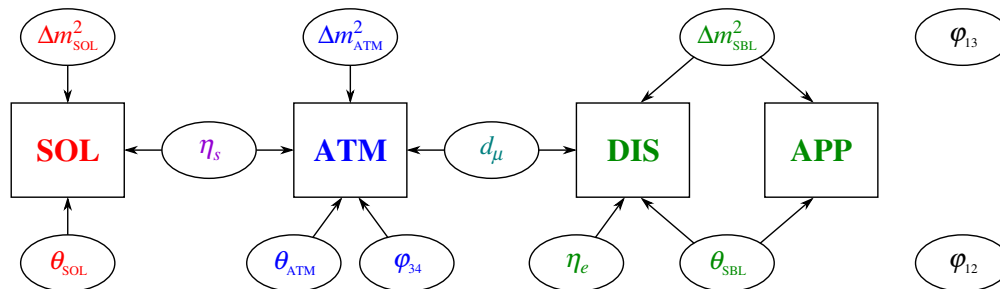 Δm²_SOL Δm²_ATM Δm²_SBL φ₁₃
SOL η_s ATM d_μ DIS APP
θ_SOL θ_ATM φ₃₄ η_e θ_SBL φ₁₂